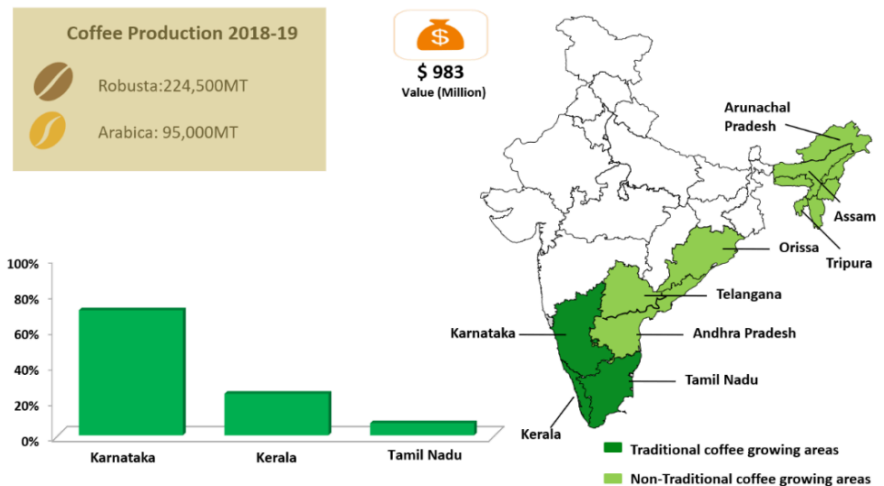 Coffee Production 2018-19
Robusta:224,500MT
Arabica: 95,000MT
$
$ 983
Value (Million)
Arunachal
Pradesh
Assam
Orissa
Tripura
Telangana
Karnataka
Andhra Pradesh
Tamil Nadu
Kerala
Traditional coffee growing areas
Non-Traditional coffee growing areas
100%
80%
60%
40%
20%
0%
Karnataka
Kerala
Tamil Nadu